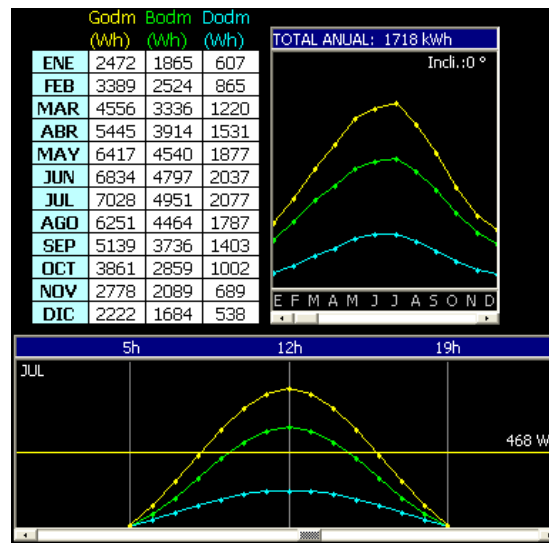 Godm Bodm Dodm
(Wh) (Wh) (Wh)
ENE 2472 1865 607
FEB 3389 2524 865
MAR 4556 3336 1220
ABR 5445 3914 1531
MAY 6417 4540 1877
JUN 6834 4797 2037
JUL 7028 4951 2077
AGO 6251 4464 1787
SEP 5139 3736 1403
OCT 3861 2859 1002
NOV 2778 2089 689
DIC 2222 1684 538
TOTAL ANUAL: 1718 kWh
Incli.:0 º
E F M A M J J A S O N D
5h 12h 19h
JUL
468 W